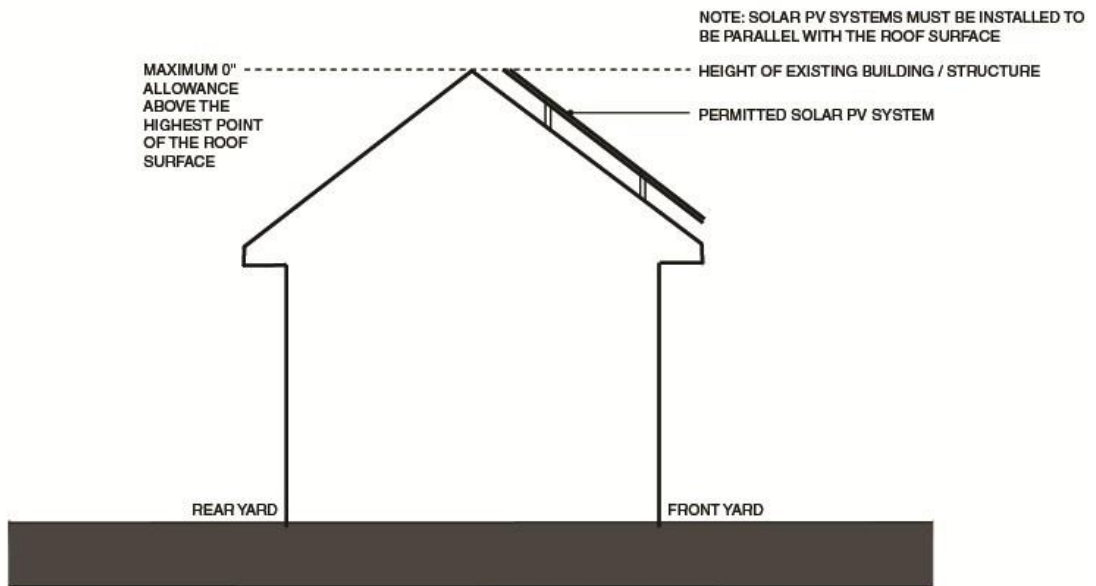 NOTE: SOLAR PV SYSTEMS MUST BE INSTALLED TO
BE PARALLEL WITH THE ROOF SURFACE
MAXIMUM 0"
ALLOWANCE
ABOVE THE
HIGHEST POINT
OF THE ROOF
SURFACE
HEIGHT OF EXISTING BUILDING / STRUCTURE
PERMITTED SOLAR PV SYSTEM
REAR YARD
FRONT YARD